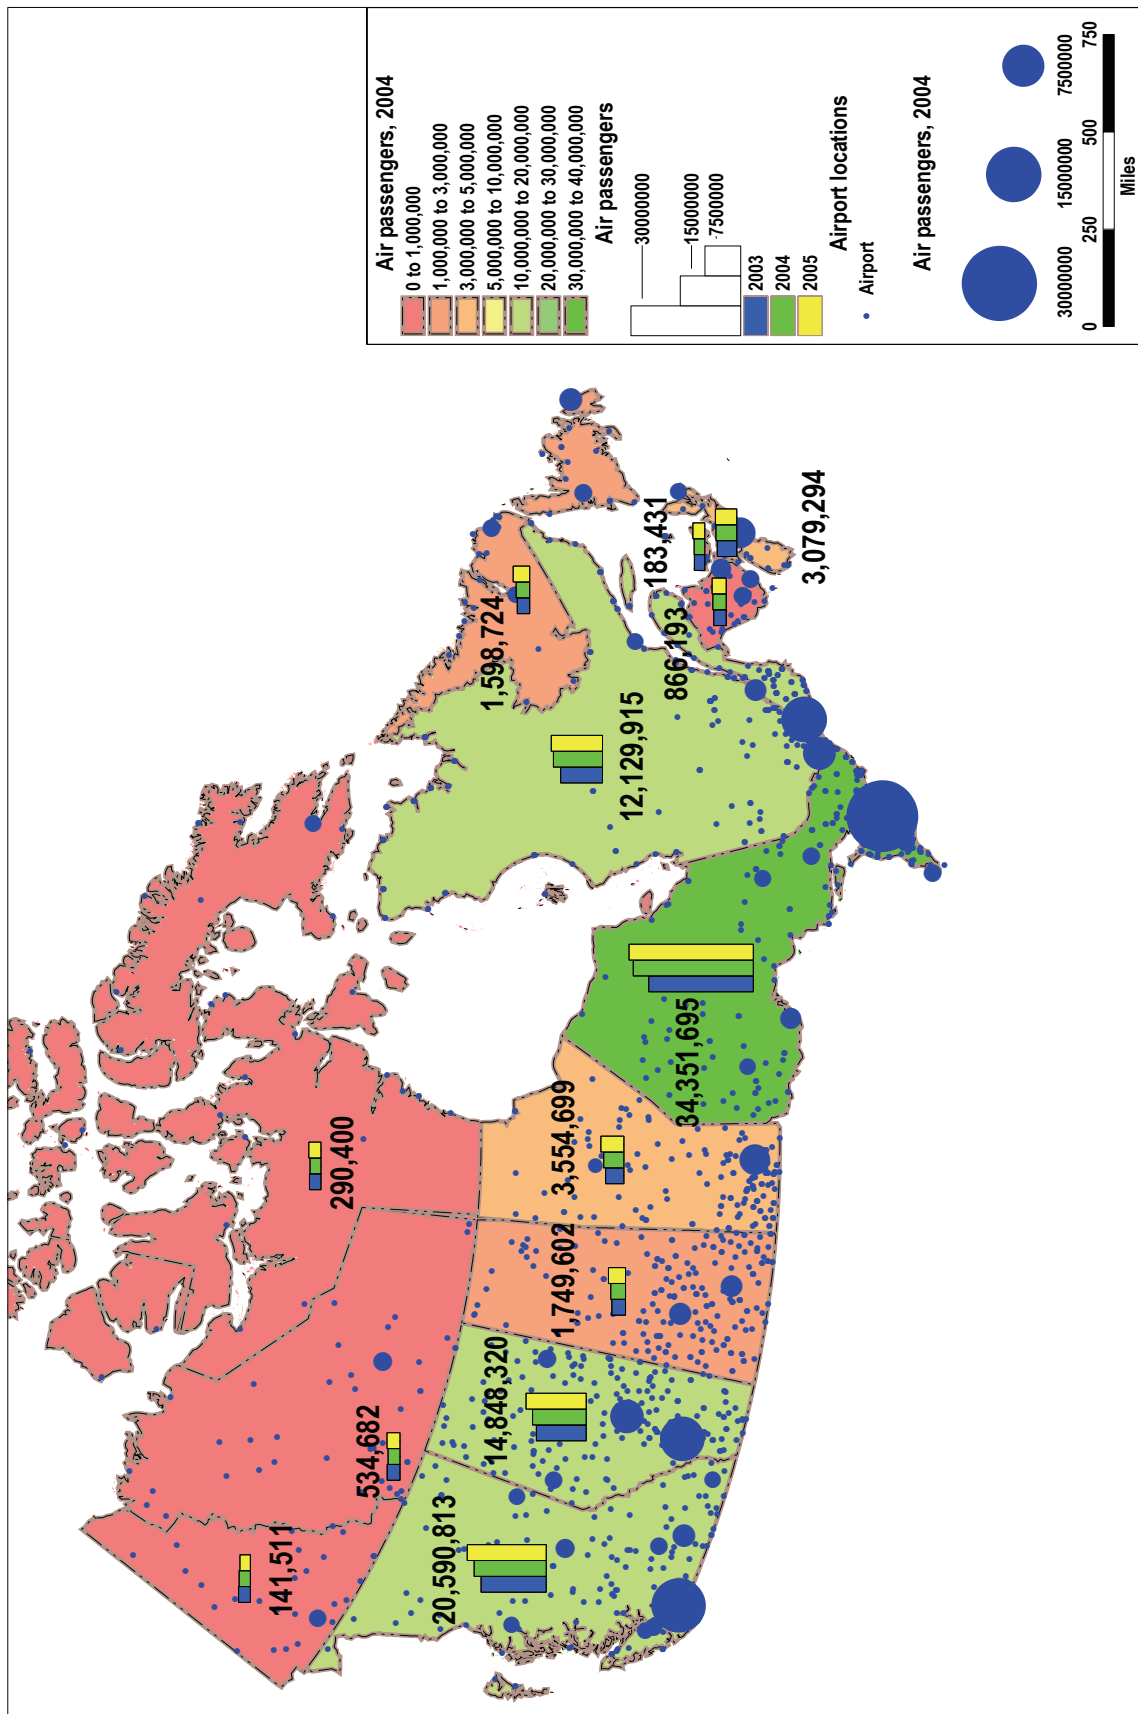 Air passengers, 2004
0 to 1,000,000
1,000,000 to 3,000,000
3,000,000 to 5,000,000
5,000,000 to 10,000,000
10,000,000 to 20,000,000
20,000,000 to 30,000,000
30,000,000 to 40,000,000
Air passengers
30000000
15000000
7500000
2003
2004
2005
Airport locations
Airport
Air passengers, 2004
30000000
15000000
7500000
0
250
500
750
Miles
141,511
534,682
290,400
20,590,813
14,848,320
1,749,602
3,554,699
34,351,695
12,129,915
1,598,724
866,193
183,431
3,079,294